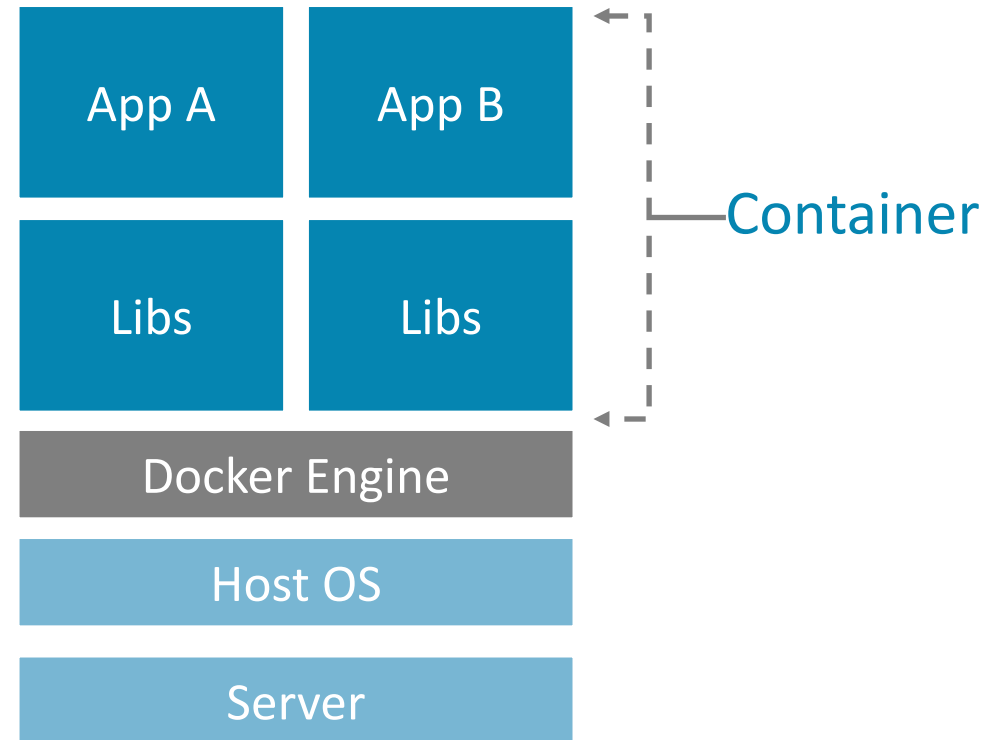 App A
App B
Container
Libs
Libs
Docker Engine
Host OS
Server